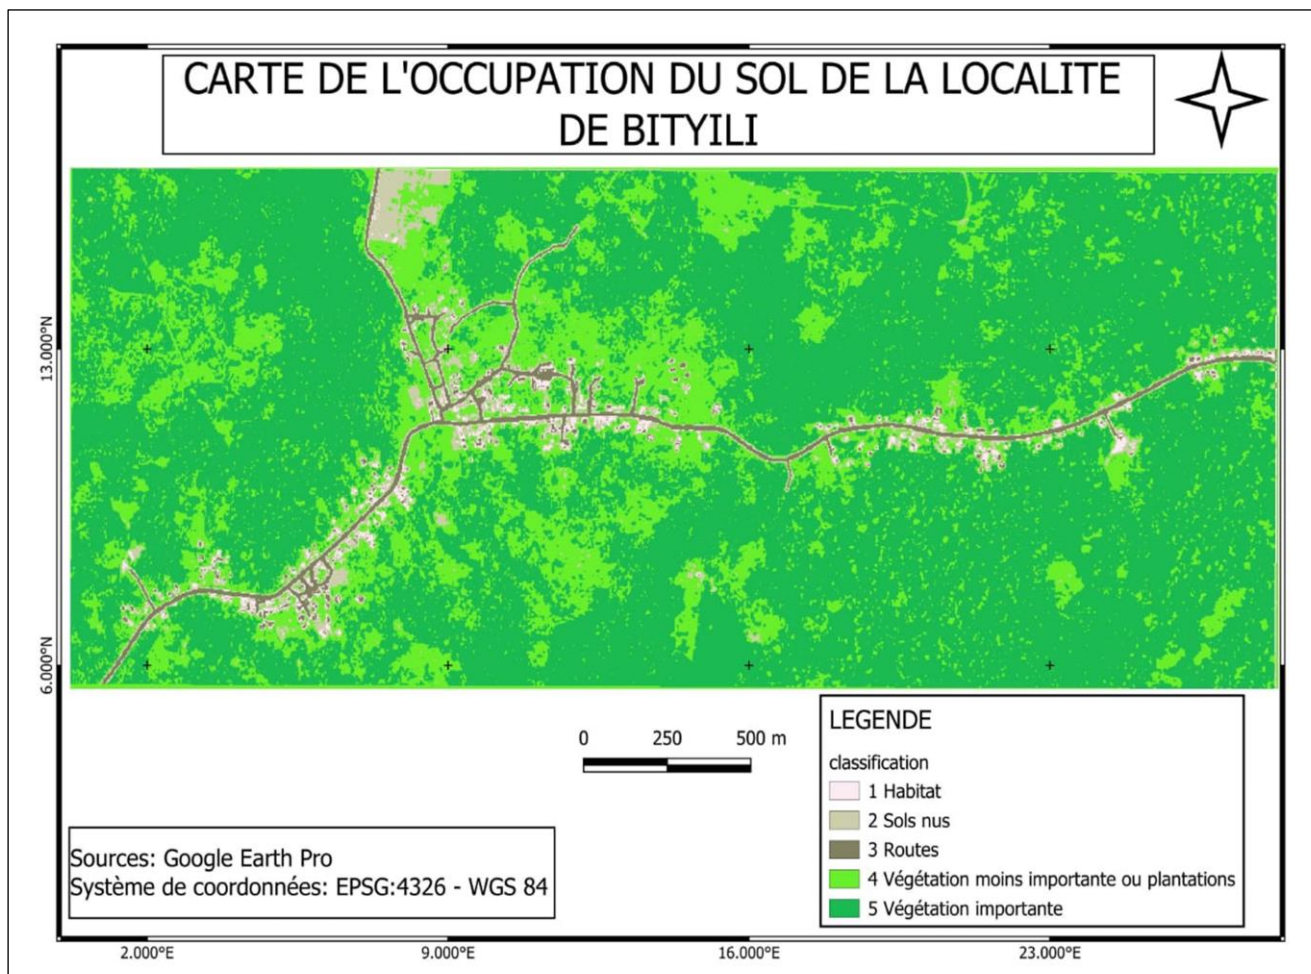 CARTE DE L'OCCUPATION DU SOL DE LA LOCALITE
DE BITYILI
13.000°N
6.000°N
0 250 500 m
LEGENDE
classification
1 Habitat
2 Sols nus
3 Routes
4 Végétation moins importante ou plantations
5 Végétation importante
Sources: Google Earth Pro
Système de coordonnées: EPSG:4326 - WGS 84
2.000°E 9.000°E 16.000°E 23.000°E